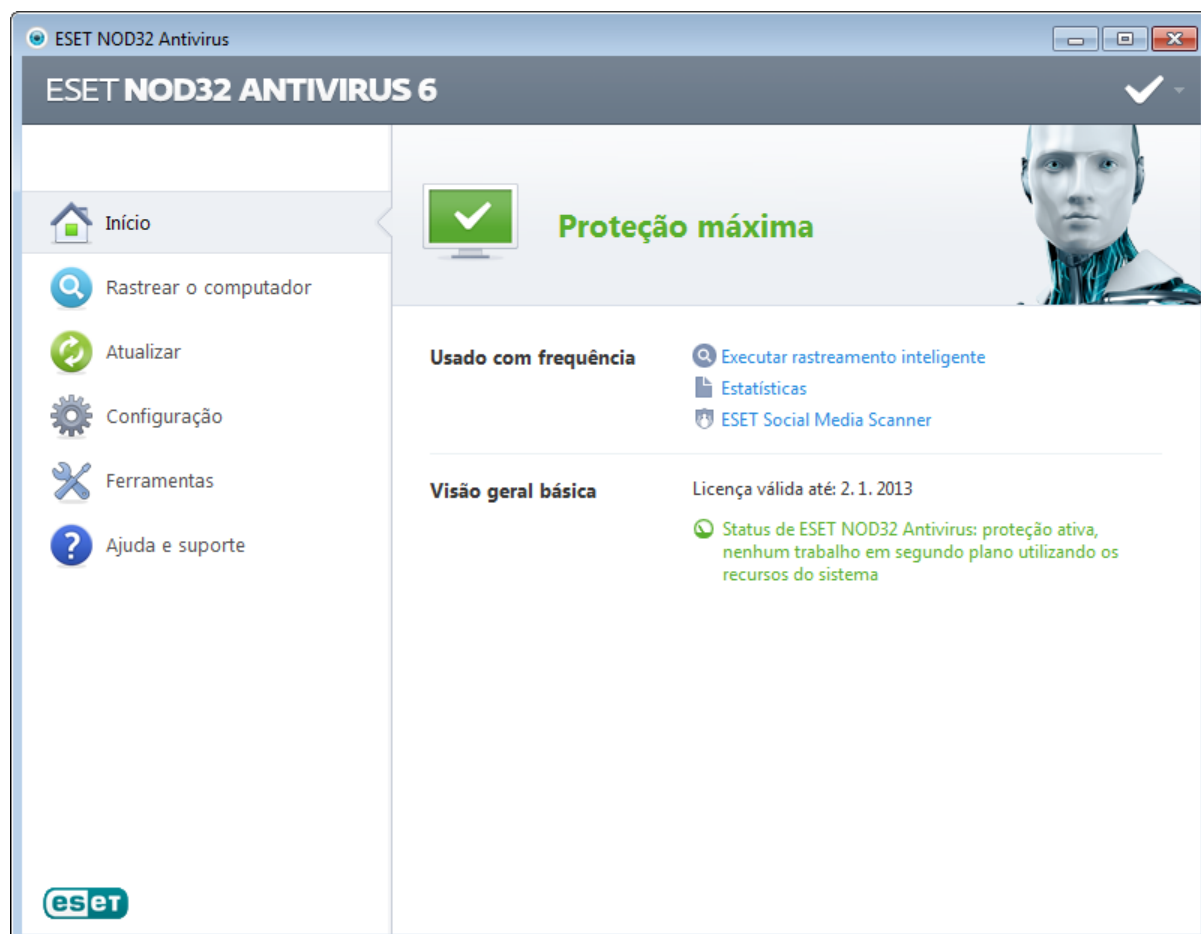 ESET NOD32 Antivirus
ESET NOD32 ANTIVIRUS 6
Início
Rastrear o computador
Atualizar
Configuração
Ferramentas
Ajuda e suporte
eseT
Proteção máxima
Usado com frequência
Executar rastreamento inteligente
Estatísticas
ESET Social Media Scanner
Visão geral básica
Licença válida até: 2. 1. 2013
Status de ESET NOD32 Antivirus: proteção ativa,
nenhum trabalho em segundo plano utilizando os
recursos do sistema